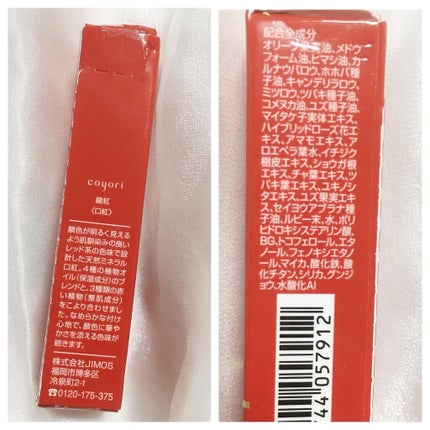 coyori
〈口紅〉
顔色が明るく見える
よう肌馴染みの良い
レッド系の色味で設
計した天然ミネラル
口紅。4種の植物オ
イル(保湿成分)のブ
レンドと、3種類の赤
い植物(整肌成分)
をこより合わせまし
た。なめらかな付け
心地で、顔色に華や
かさを添える色味が
続きます。
株式会社JIMOS
福岡市博多区
冷泉町2-1
☎0120-175-375
配合全成分
オリーブ果実油、メドウ
フォーム油、ヒマシ油、カ
ルナウバロウ、ホホバ種
子油、キャンデリラロウ、
ミツロウ、ツバキ種子油、
コメヌカ油、ユズ種子油、
マイタケ子実体エキス、
ハイブリッドローズ花エ
キス、アマモエキス、ア
ロエベラ葉水、イチジク
樹皮エキス、ショウガ根
エキス、チャ葉エキス、ツ
バキ葉エキス、ユキノシ
タエキス、ユズ果実エキ
ス、セイヨウアブラナ種
子油、ルビー末、水、ポリ
ヒドロキシステアリン酸、
BG、トコフェロール、エタ
ノール、フェノキシエタノ
ール、マイカ、酸化鉄、酸
化チタン、シリカ、グンジ
ョウ、水酸化Al
744 057912